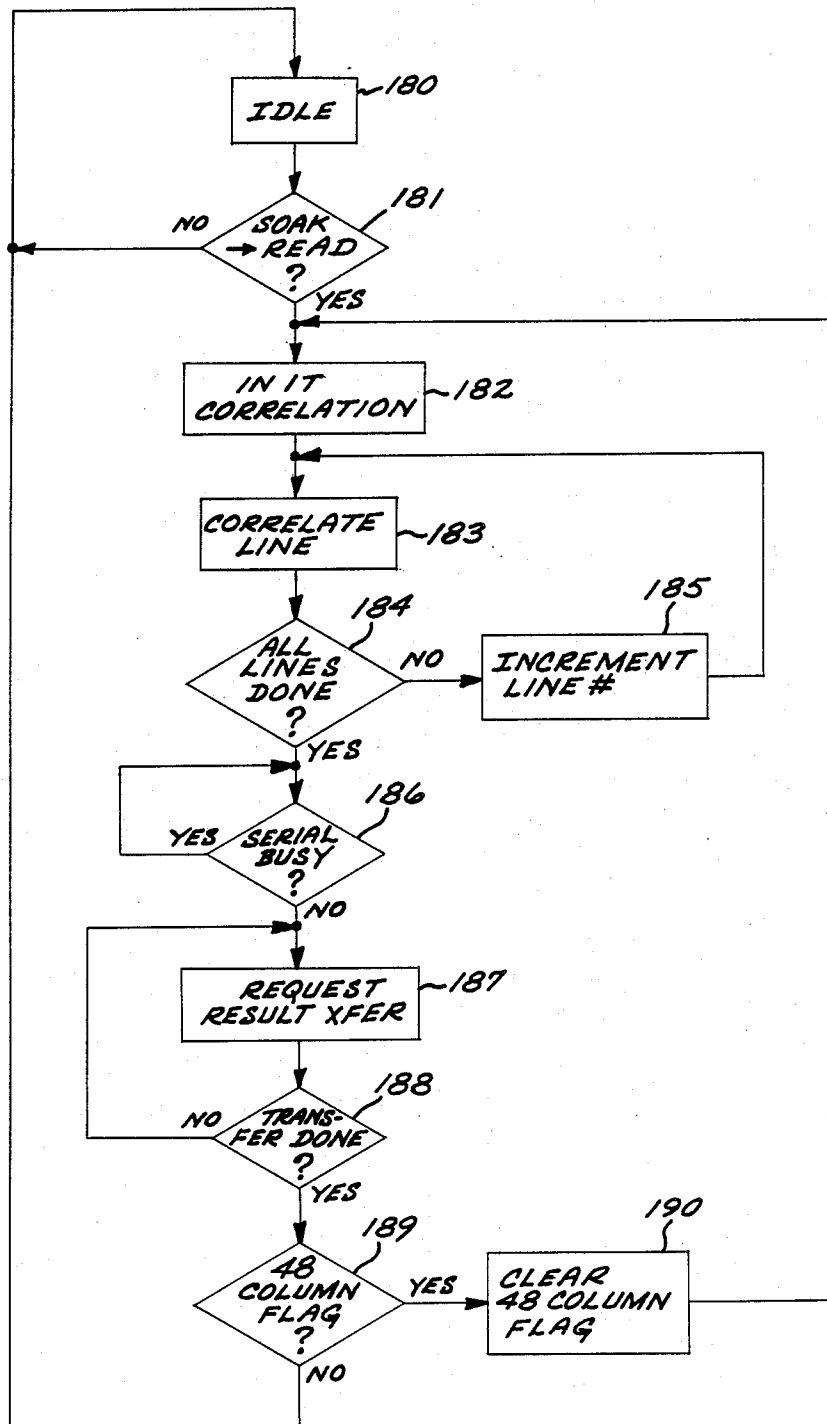 180
IDLE
181
NO
SOAK
READ
?
YES
IN IT
CORRELATION
182
CORRELATE
LINE
183
184
185
ALL
LINES
DONE
?
NO
INCREMENT
LINE #
YES
186
YES
SERIAL
BUSY
?
NO
REQUEST
RESULT XFER
187
188
NO
TRANS-
FER DONE
?
YES
189
190
48
COLUMN
FLAG
?
YES
CLEAR
48 COLUMN
FLAG
NO